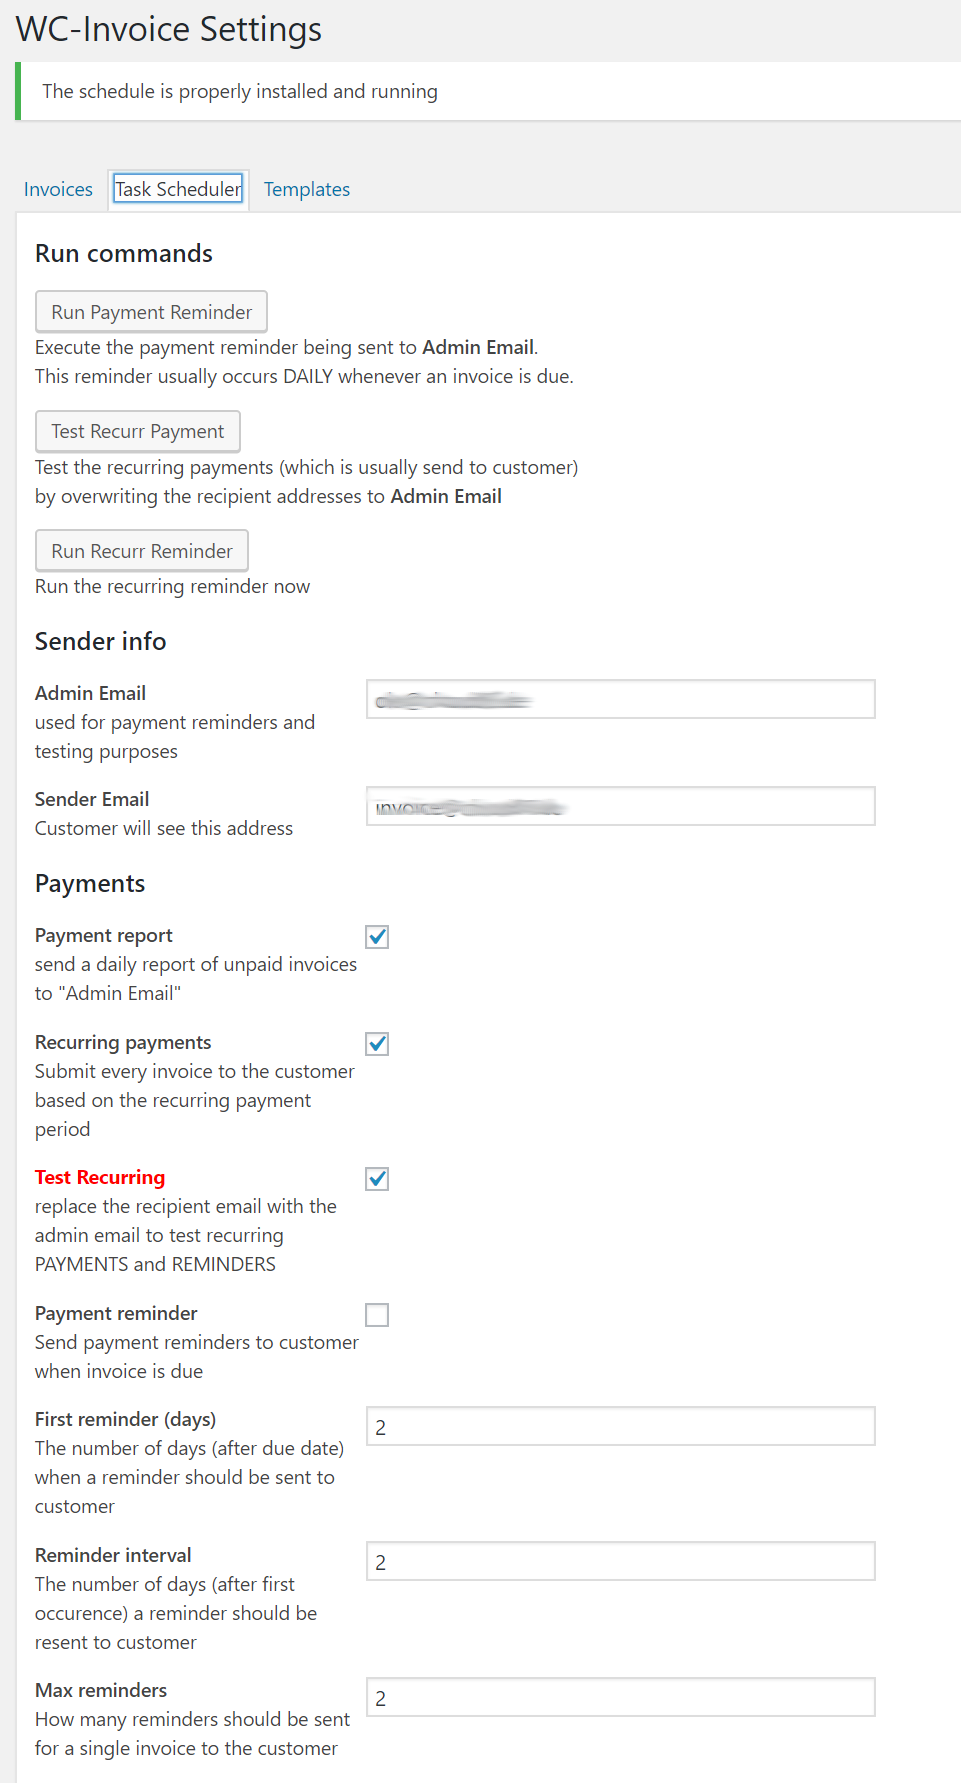 WC-Invoice Settings
The schedule is properly installed and running
Invoices Task Scheduler Templates
Run commands
Run Payment Reminder
Execute the payment reminder being sent to Admin Email.
This reminder usually occurs DAILY whenever an invoice is due.
Test Recurr Payment
Test the recurring payments (which is usually send to customer)
by overwriting the recipient addresses to Admin Email
Run Recurr Reminder
Run the recurring reminder now
Sender info
Admin Email
used for payment reminders and
testing purposes
Sender Email
Customer will see this address
Payments
Payment report
send a daily report of unpaid invoices
to "Admin Email"
Recurring payments
Submit every invoice to the customer
based on the recurring payment
period
Test Recurring
replace the recipient email with the
admin email to test recurring
PAYMENTS and REMINDERS
Payment reminder
Send payment reminders to customer
when invoice is due
First reminder (days)
2
The number of days (after due date)
when a reminder should be sent to
customer
Reminder interval
2
The number of days (after first
occurence) a reminder should be
resent to customer
Max reminders
2
How many reminders should be sent
for a single invoice to the customer